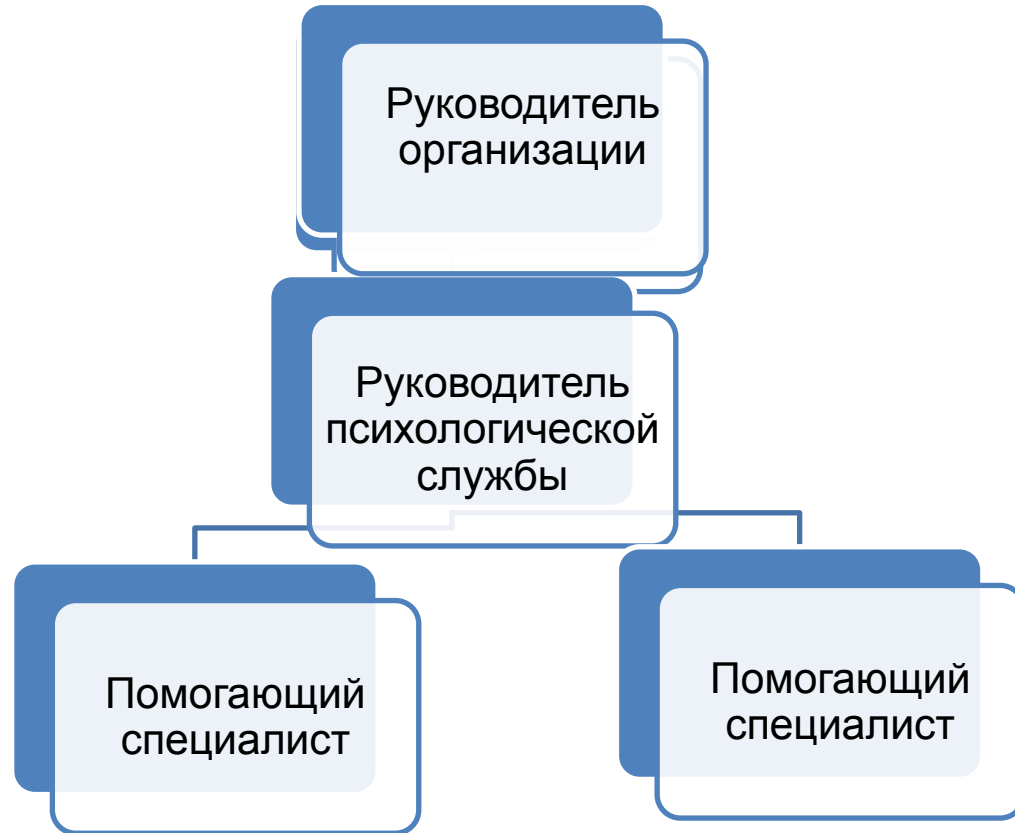 Руководитель
организации
Руководитель
психологической
службы
Помогающий
специалист
Помогающий
специалист